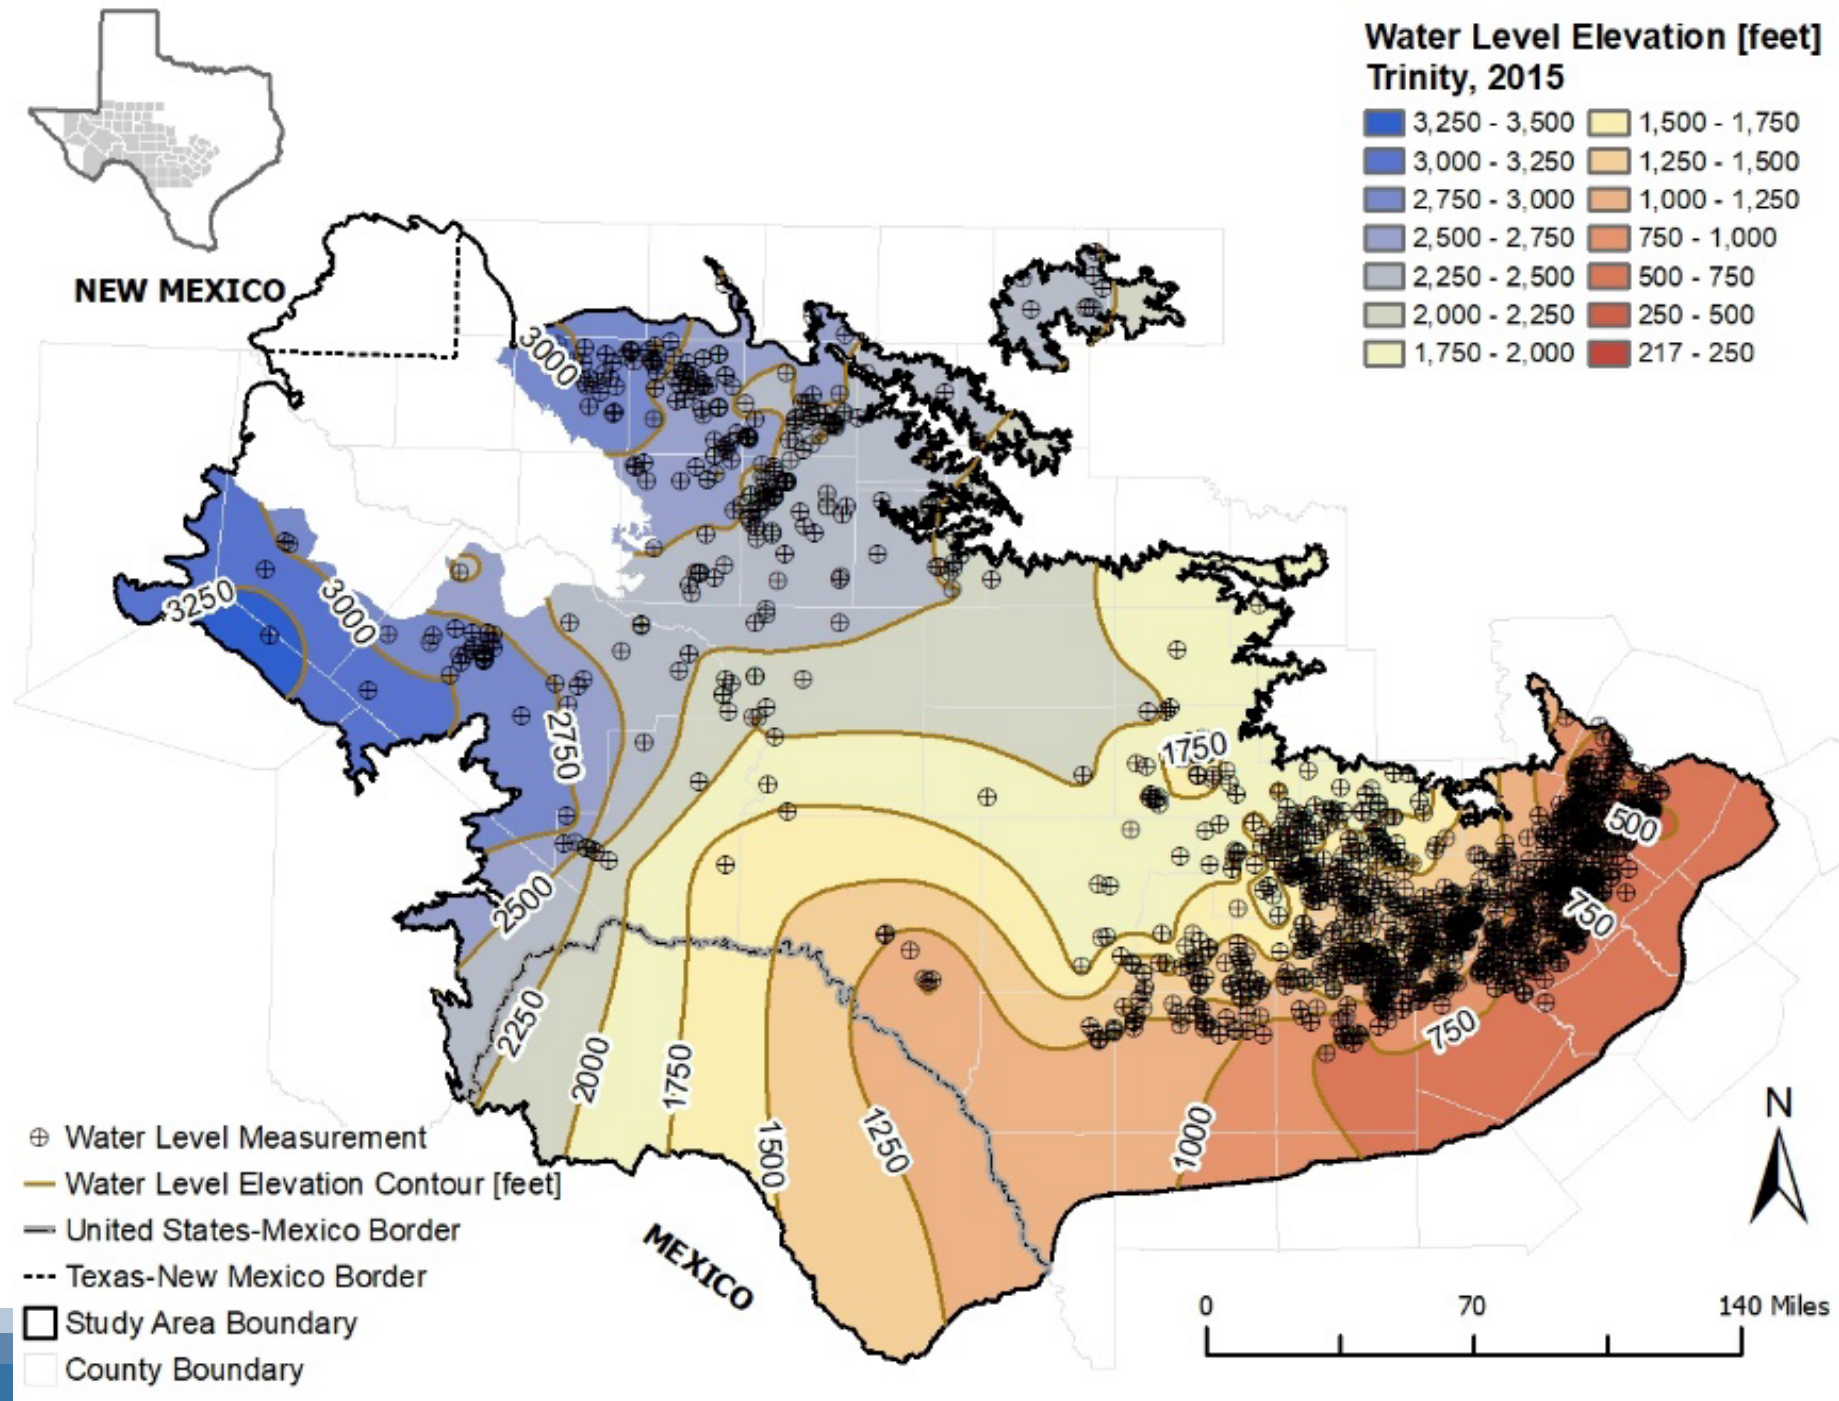 Water Level Elevation [feet]
Trinity, 2015
3,250 - 3,500
3,000 - 3,250
2,750 - 3,000
2,500 - 2,750
2,250 - 2,500
2,000 - 2,250
1,750 - 2,000
1,500 - 1,750
1,250 - 1,500
1,000 - 1,250
750 - 1,000
500 - 750
250 - 500
217 - 250
NEW MEXICO
3000
3250
3000
2750
1750
500
750
2500
2250
2000
1750
1500
1250
1000
750
MEXICO
N
0 70 140 Miles
Water Level Measurement
Water Level Elevation Contour [feet]
United States-Mexico Border
Texas-New Mexico Border
Study Area Boundary
County Boundary